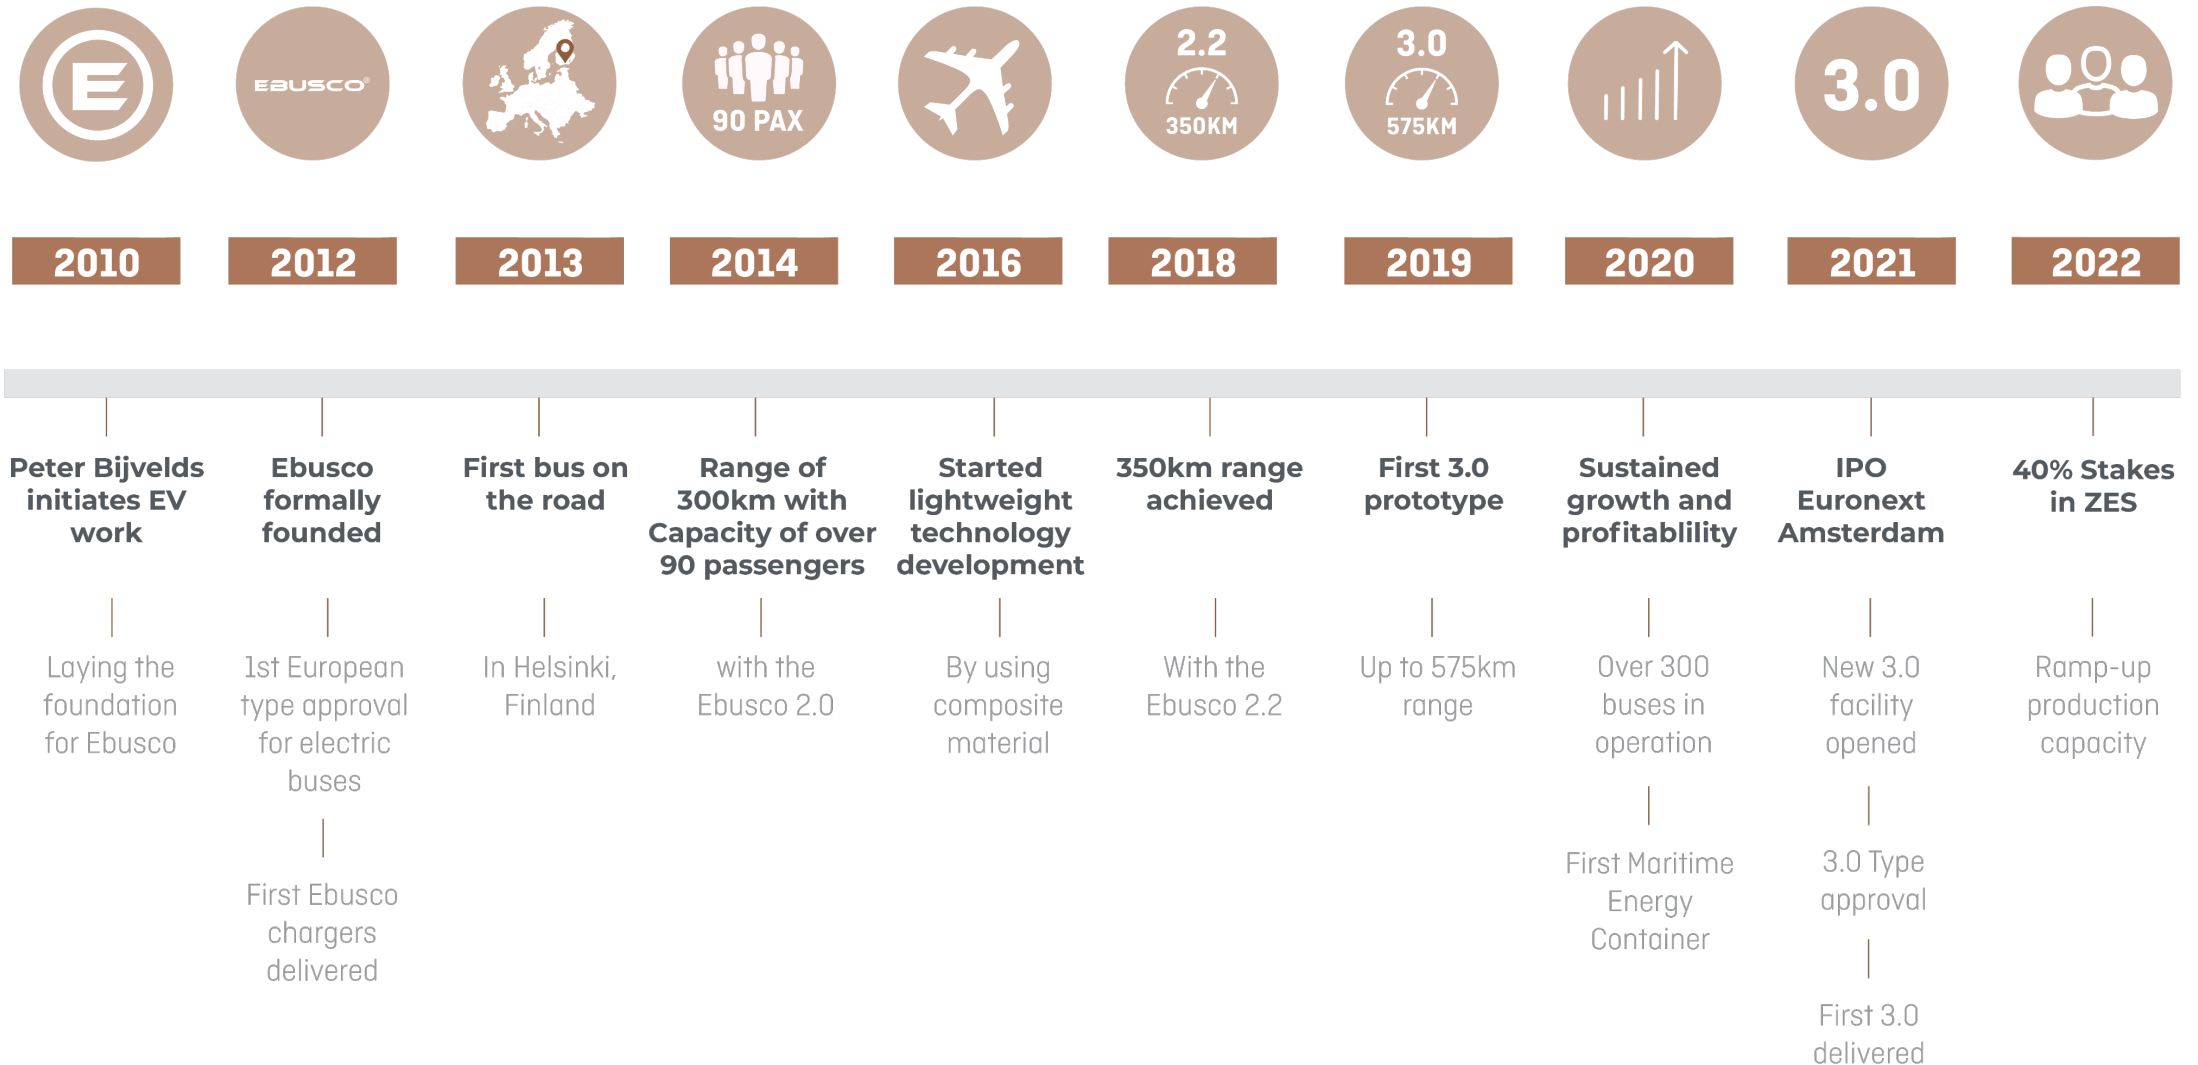 E
EBUSCO®
90 PAX
2.2
350KM
3.0
575KM
3.0
2010
2012
2013
2014
2016
2018
2019
2020
2021
2022
Peter Bijvelds
initiates EV
work
Laying the
foundation
for Ebusco
Ebusco
formally
founded
1st European
type approval
for electric
buses
First Ebusco
chargers
delivered
First bus on
the road
In Helsinki,
Finland
Range of
300km with
Capacity of over
90 passengers
with the
Ebusco 2.0
Started
lightweight
technology
development
By using
composite
material
350km range
achieved
With the
Ebusco 2.2
First 3.0
prototype
Up to 575km
range
Sustained
growth and
profitablility
Over 300
buses in
operation
First Maritime
Energy
Container
IPO
Euronext
Amsterdam
New 3.0
facility
opened
3.0 Type
approval
First 3.0
delivered
40% Stakes
in ZES
Ramp-up
production
capacity